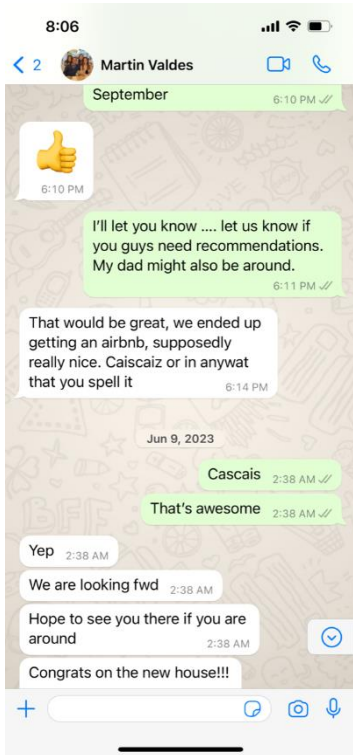 8:06
2
Martin Valdes
September
6:10 PM
6:10 PM
I'll let you know .... let us know if
you guys need recommendations.
My dad might also be around.
6:11 PM
That would be great, we ended up
getting an airbnb, supposedly
really nice. Caiscaiz or in anywat
that you spell it
6:14 PM
Jun 9, 2023
Cascais 2:38 AM
That's awesome 2:38 AM
Yep 2:38 AM
We are looking fwd 2:38 AM
Hope to see you there if you are
around 2:38 AM
Congrats on the new house!!!